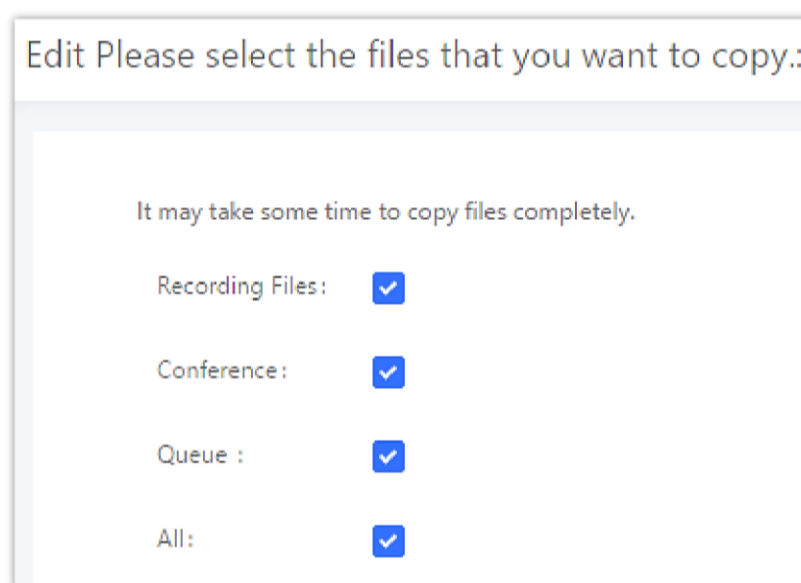 Edit Please select the files that you want to copy.:
It may take some time to copy files completely.
Recording Files:
Conference:
Queue :
All: